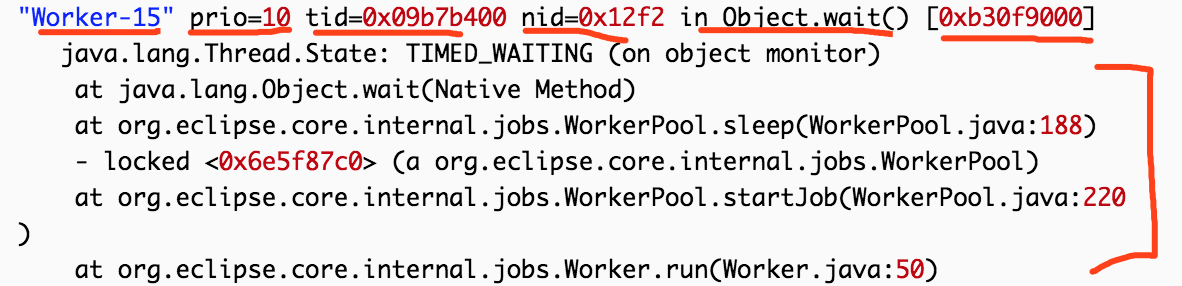 "Worker-15" prio=10 tid=0x09b7b400 nid=0x12f2 in Object.wait() [0xb30f9000]
java.lang.Thread.State: TIMED_WAITING (on object monitor)
at java.lang.Object.wait(Native Method)
at org.eclipse.core.internal.jobs.WorkerPool.sleep(WorkerPool.java:188)
- locked <0x6e5f87c0> (a org.eclipse.core.internal.jobs.WorkerPool)
at org.eclipse.core.internal.jobs.WorkerPool.startJob(WorkerPool.java:220
)
at org.eclipse.core.internal.jobs.Worker.run(Worker.java:50)